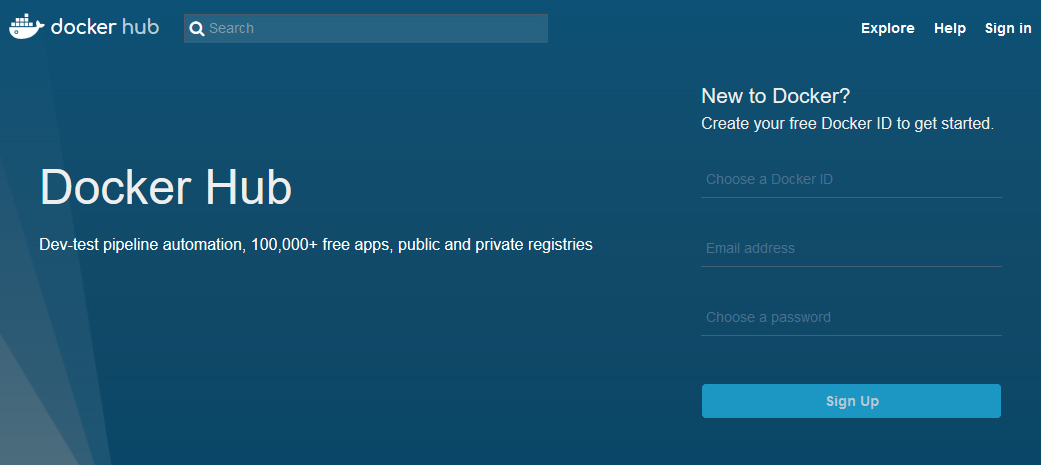 docker hub
Search
Explore
Help
Sign in
New to Docker?
Create your free Docker ID to get started.
Choose a Docker ID
Docker Hub
Dev-test pipeline automation, 100,000+ free apps, public and private registries
Email address
Choose a password
Sign Up